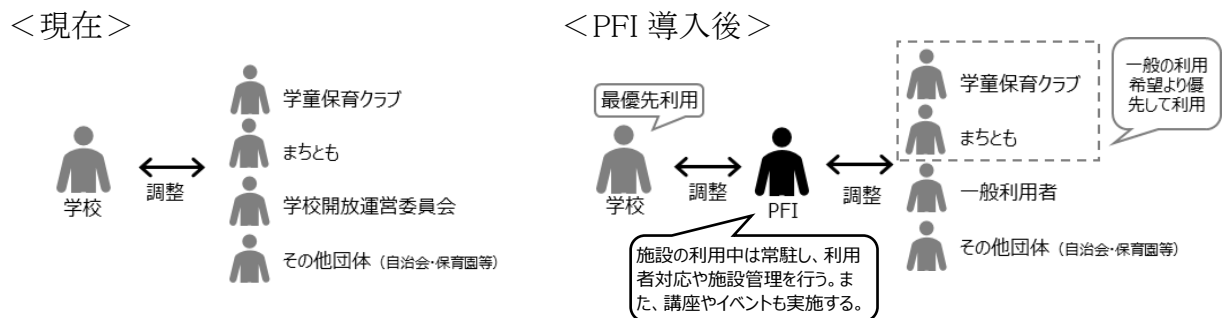 ＜現在＞
学校
調整
学童保育クラブ
まちとも
学校開放運営委員会
その他団体（自治会・保育園等）
＜PFI 導入後＞
最優先利用
学校
調整
PFI
施設の利用中は常駐し、利用
者対応や施設管理を行う。ま
た、講座やイベントも実施する。
調整
学童保育クラブ
まちとも
一般利用者
その他団体（自治会・保育園等）
一般の利用
希望より優
先して利用